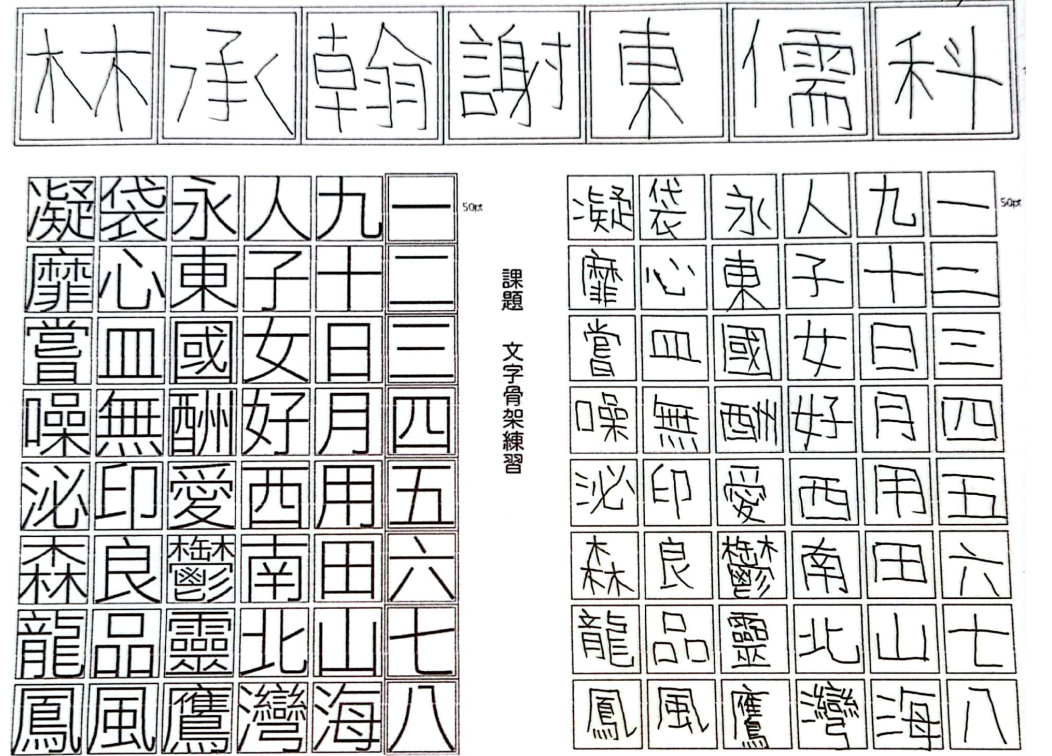 林承翰謝東儒科
50pt
一二三四五六七八
九十日月用田山海
人子女好西南北灣
永東國酬愛鬱靈鷹
袋心皿無印良品風
凝靡嘗噪泌森龍鳳
課題 文字骨架練習
50pt
一二三四五六七八
九十日月用田山海
人子女好西南北灣
永東國酬愛鬱靈鷹
袋心皿無印良品風
凝靡嘗噪泌森龍鳳